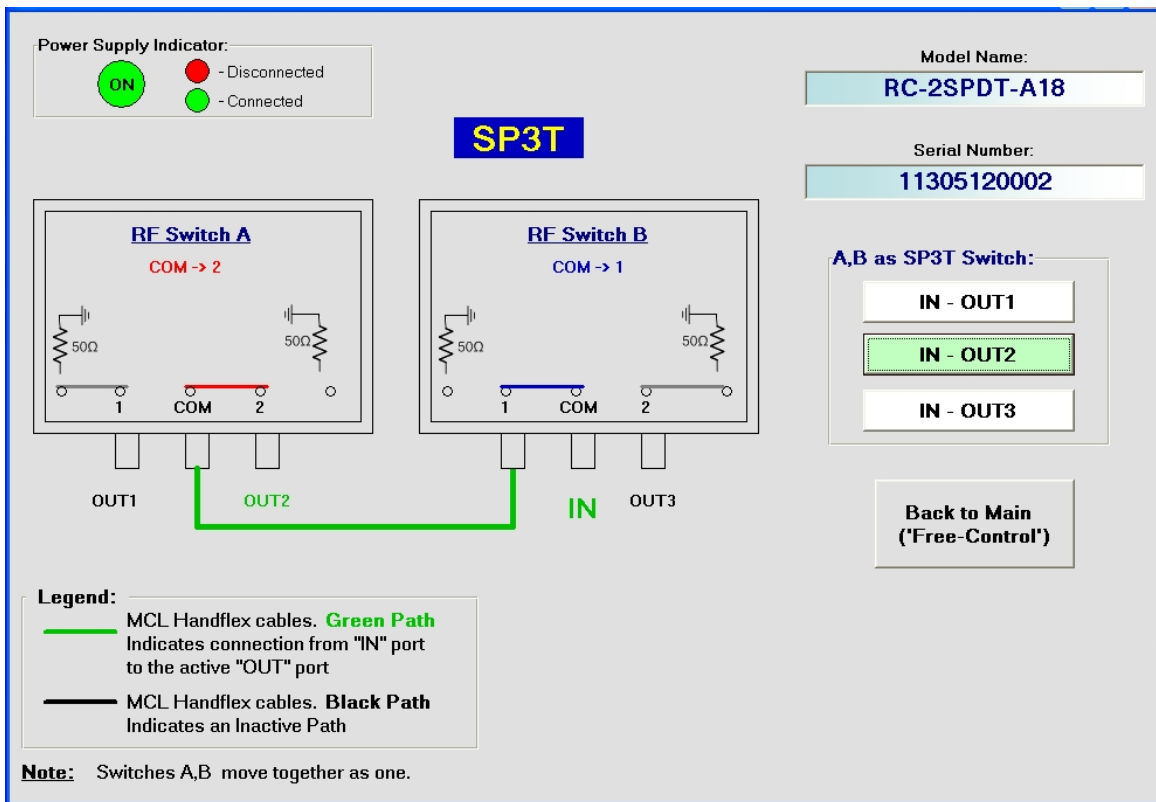 Power Supply Indicator:
ON
- Disconnected
- Connected
Model Name:
RC-2SPDT-A18
SP3T
Serial Number:
11305120002
RF Switch A
COM -> 2
50Ω
50Ω
1
COM
2
RF Switch B
COM -> 1
50Ω
50Ω
1
COM
2
A,B as SP3T Switch:
IN - OUT1
IN - OUT2
IN - OUT3
OUT1
OUT2
IN
OUT3
Back to Main
('Free-Control')
Legend:
MCL Handflex cables. Green Path
Indicates connection from "IN" port
to the active "OUT" port
MCL Handflex cables. Black Path
Indicates an Inactive Path
Note: Switches A,B move together as one.